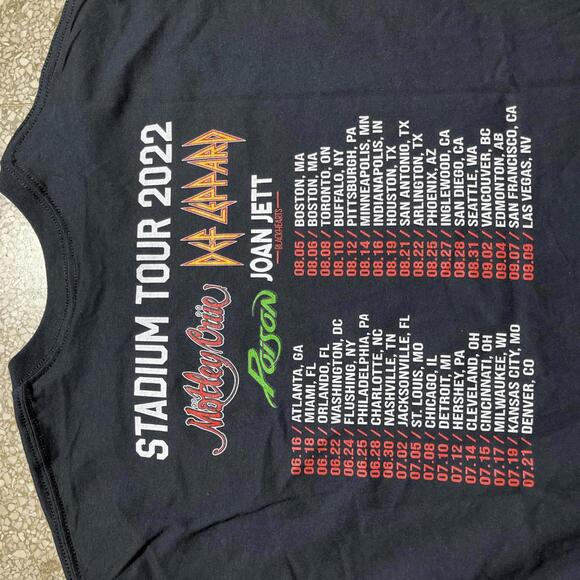 STADIUM TOUR 2022
Mötley Crüe DEF LEPPARD
POISON JOAN JETT
BLACKHEARTS
06.16 / ATLANTA, GA
06.18 / MIAMI, FL
06.19 / ORLANDO, FL
06.22 / WASHINGTON, DC
06.24 / FLUSHING, NY
06.25 / PHILADELPHIA, PA
06.28 / CHARLOTTE, NC
06.30 / NASHVILLE, TN
07.02 / JACKSONVILLE, FL
07.05 / ST. LOUIS, MO
07.08 / CHICAGO, IL
07.10 / DETROIT, MI
07.12 / HERSHEY, PA
07.14 / CLEVELAND, OH
07.15 / CINCINNATI, OH
07.17 / MILWAUKEE, WI
07.19 / KANSAS CITY, MO
07.21 / DENVER, CO
08.05 / BOSTON, MA
08.06 / BOSTON, MA
08.08 / TORONTO, ON
08.10 / BUFFALO, NY
08.12 / PITTSBURGH, PA
08.14 / MINNEAPOLIS, MN
08.16 / INDIANAPOLIS, IN
08.19 / HOUSTON, TX
08.21 / SAN ANTONIO, TX
08.22 / ARLINGTON, TX
08.25 / PHOENIX, AZ
08.27 / INGLEWOOD, CA
08.28 / SAN DIEGO, CA
08.31 / SEATTLE, WA
09.02 / VANCOUVER, BC
09.04 / EDMONTON, AB
09.07 / SAN FRANCISCO, CA
09.09 / LAS VEGAS, NV